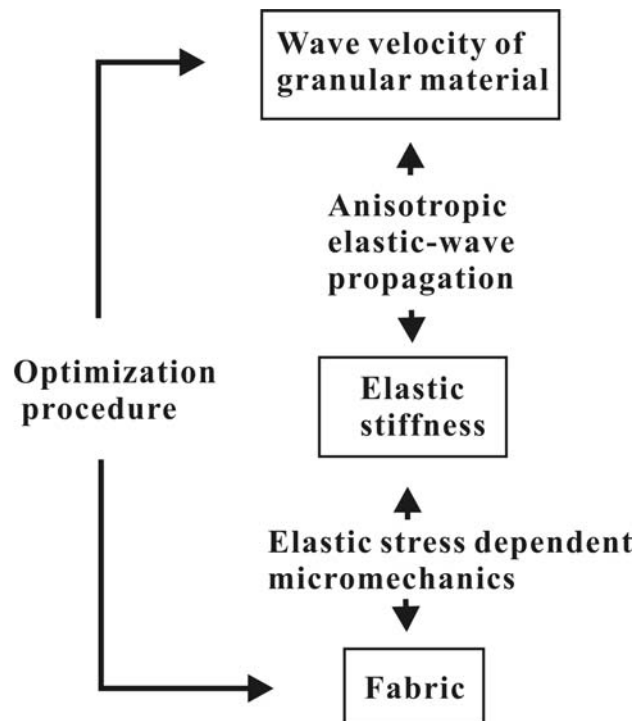 Wave velocity of
granular material
Anisotropic
elastic-wave
propagation
Optimization
procedure
Elastic
stiffness
Elastic stress dependent
micromechanics
Fabric